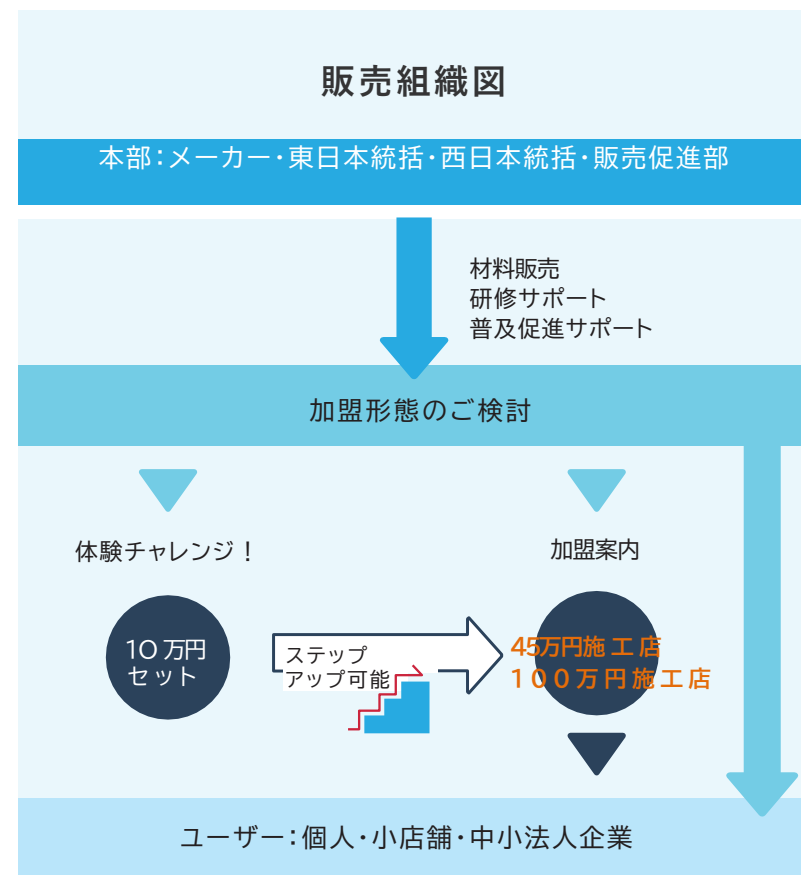 販売組織図
本部：メーカー・東日本統括・西日本統括・販売促進部
材料販売
研修サポート
普及促進サポート
加盟形態のご検討
体験チャレンジ！
加盟案内
10万円
セット
ステップ
アップ可能
45万円施工店
100万円施工店
ユーザー：個人・小店舗・中小法人企業